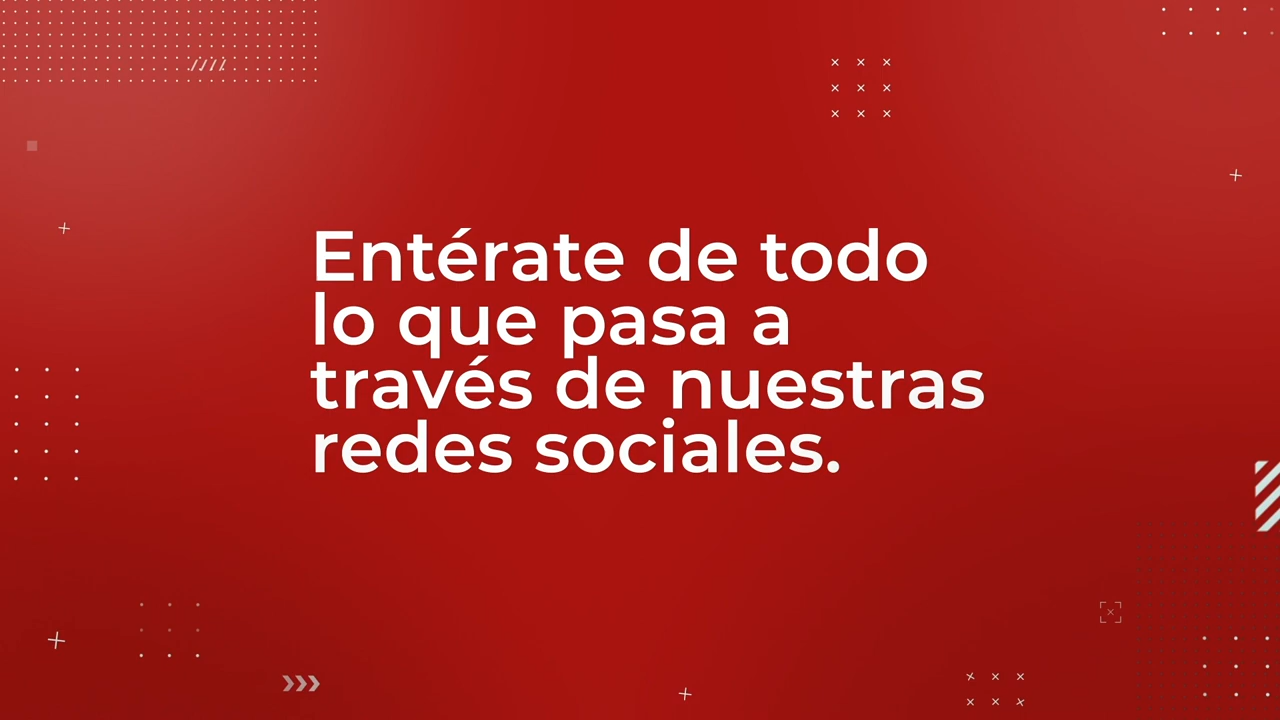 Entérate de todo
lo que pasa a
través de nuestras
redes sociales.